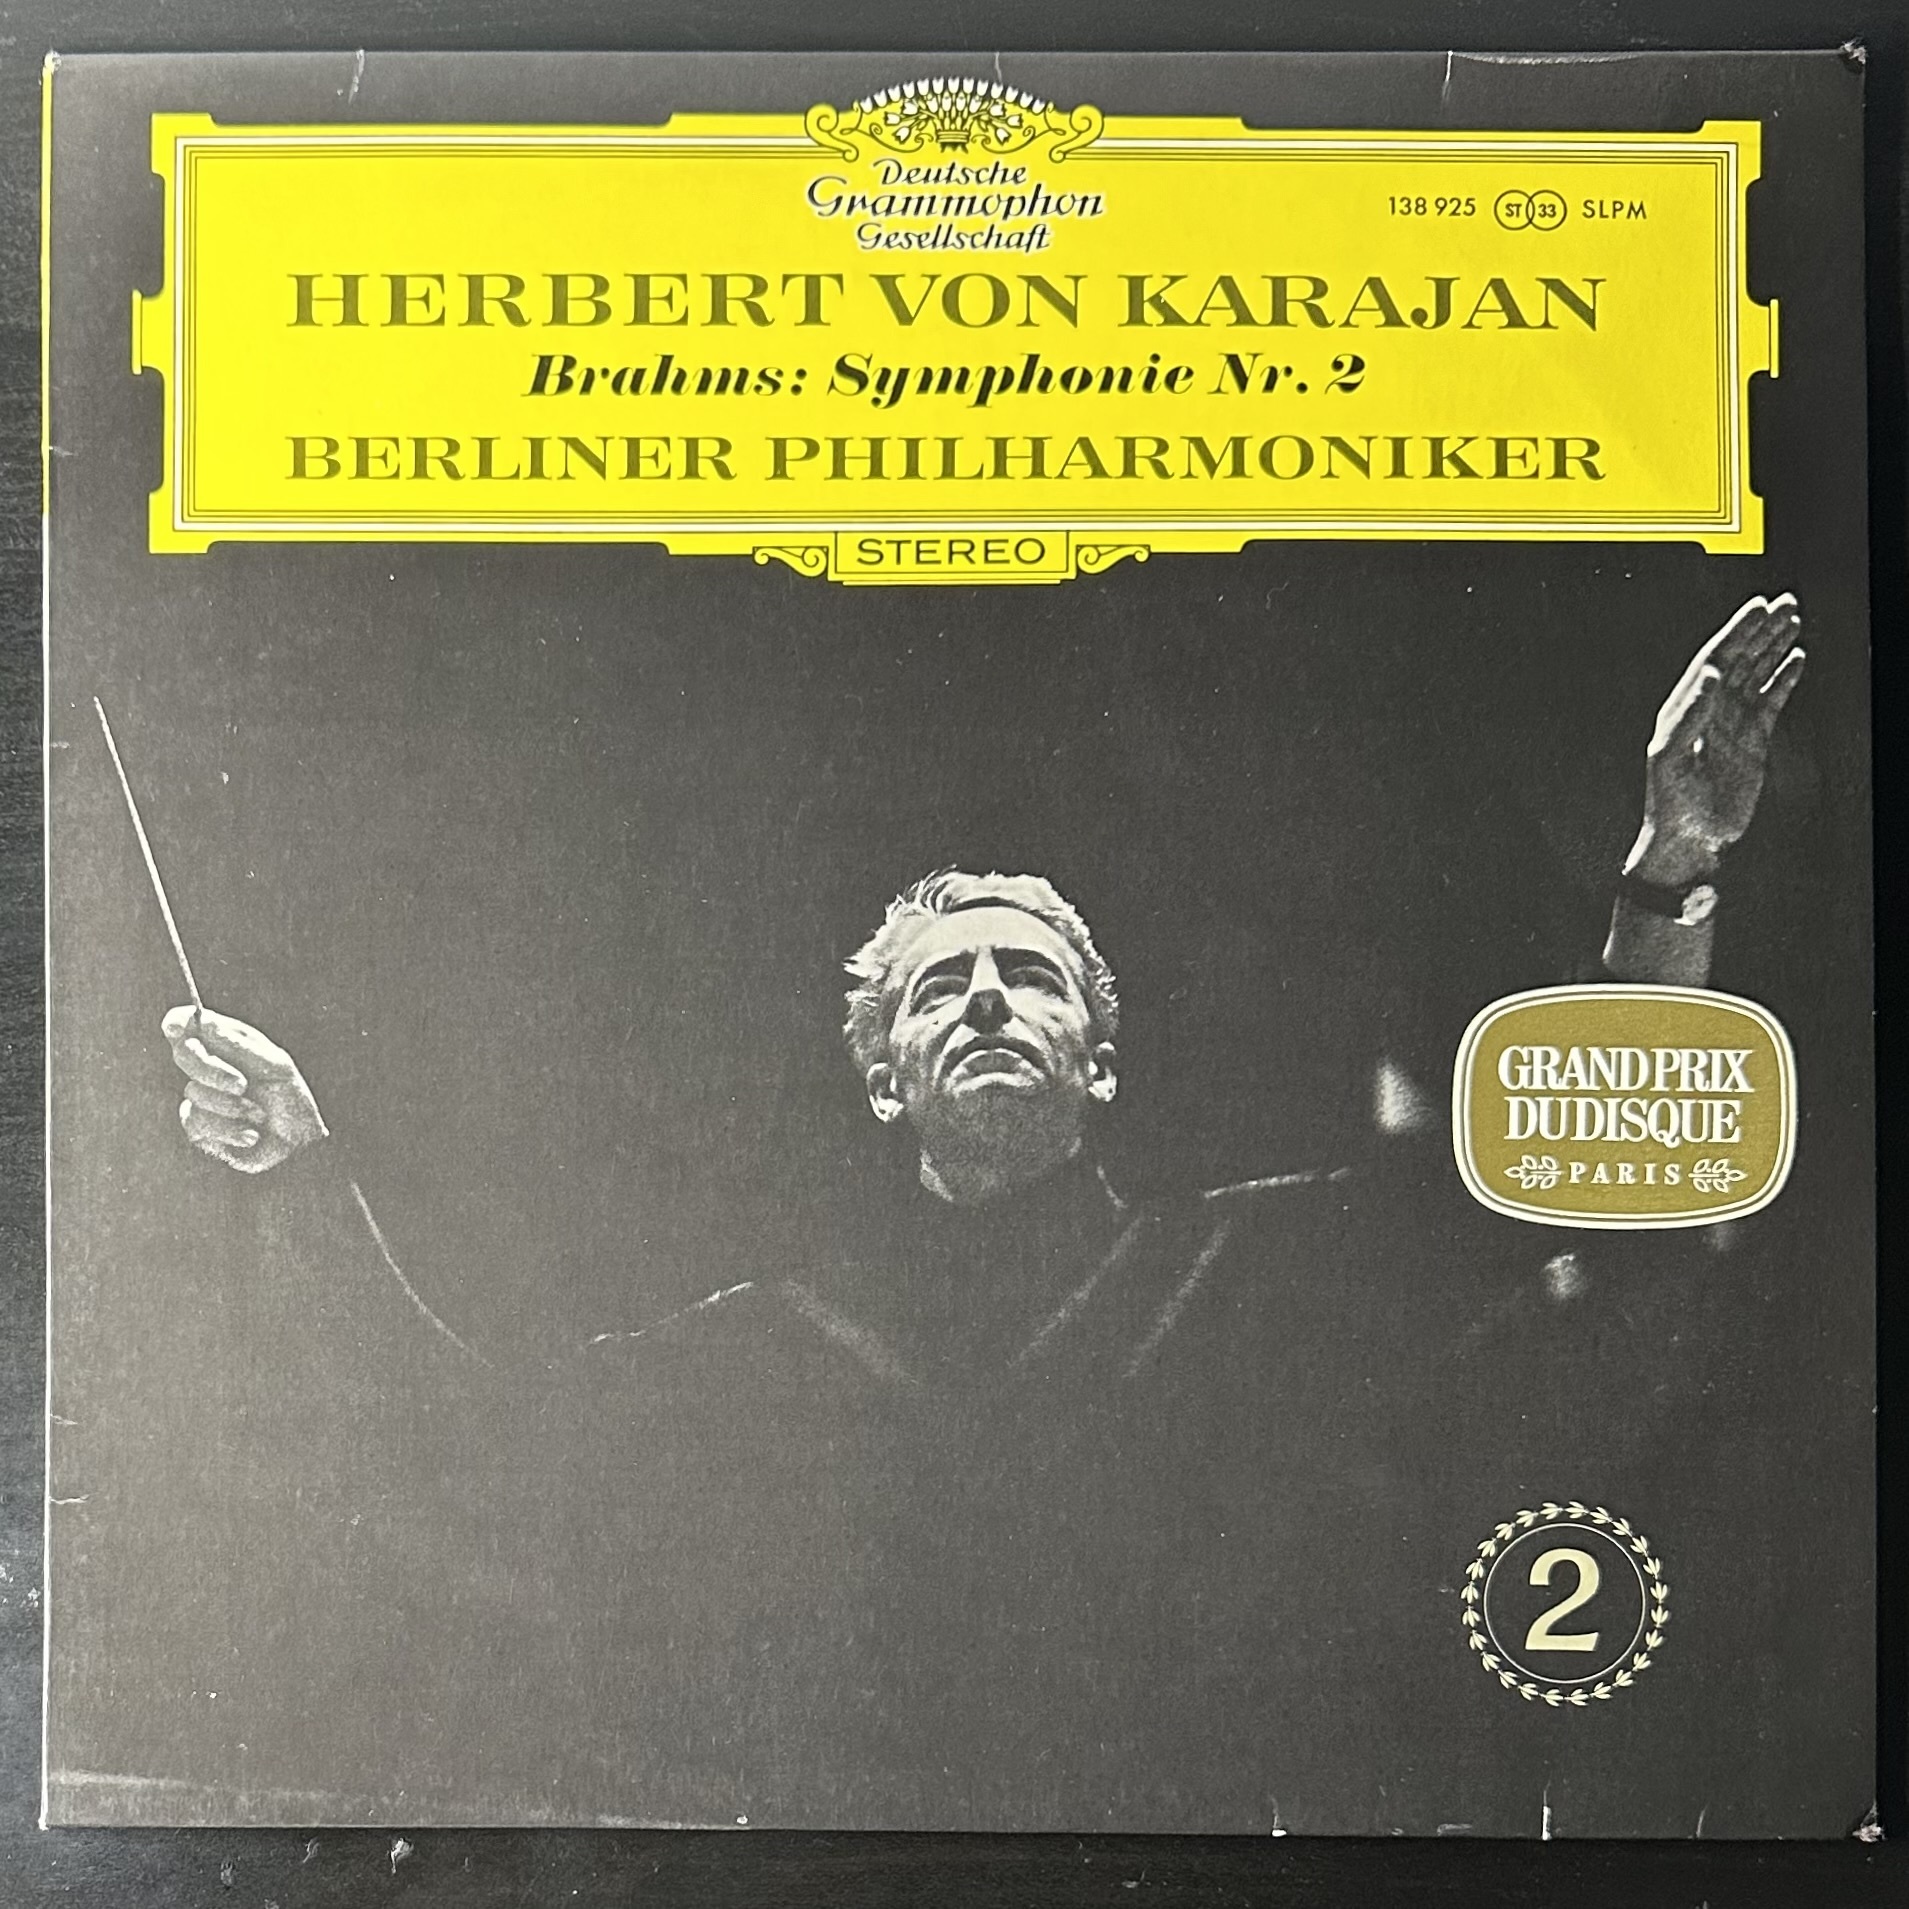 Deutsche
Grammophon
Gesellschaft
138 925 ST 33 SLPM
HERBERT VON KARAJAN
Brahms: Symphonie Nr. 2
BERLINER PHILHARMONIKER
STEREO
GRAND PRIX
DU DISQUE
PARIS
2